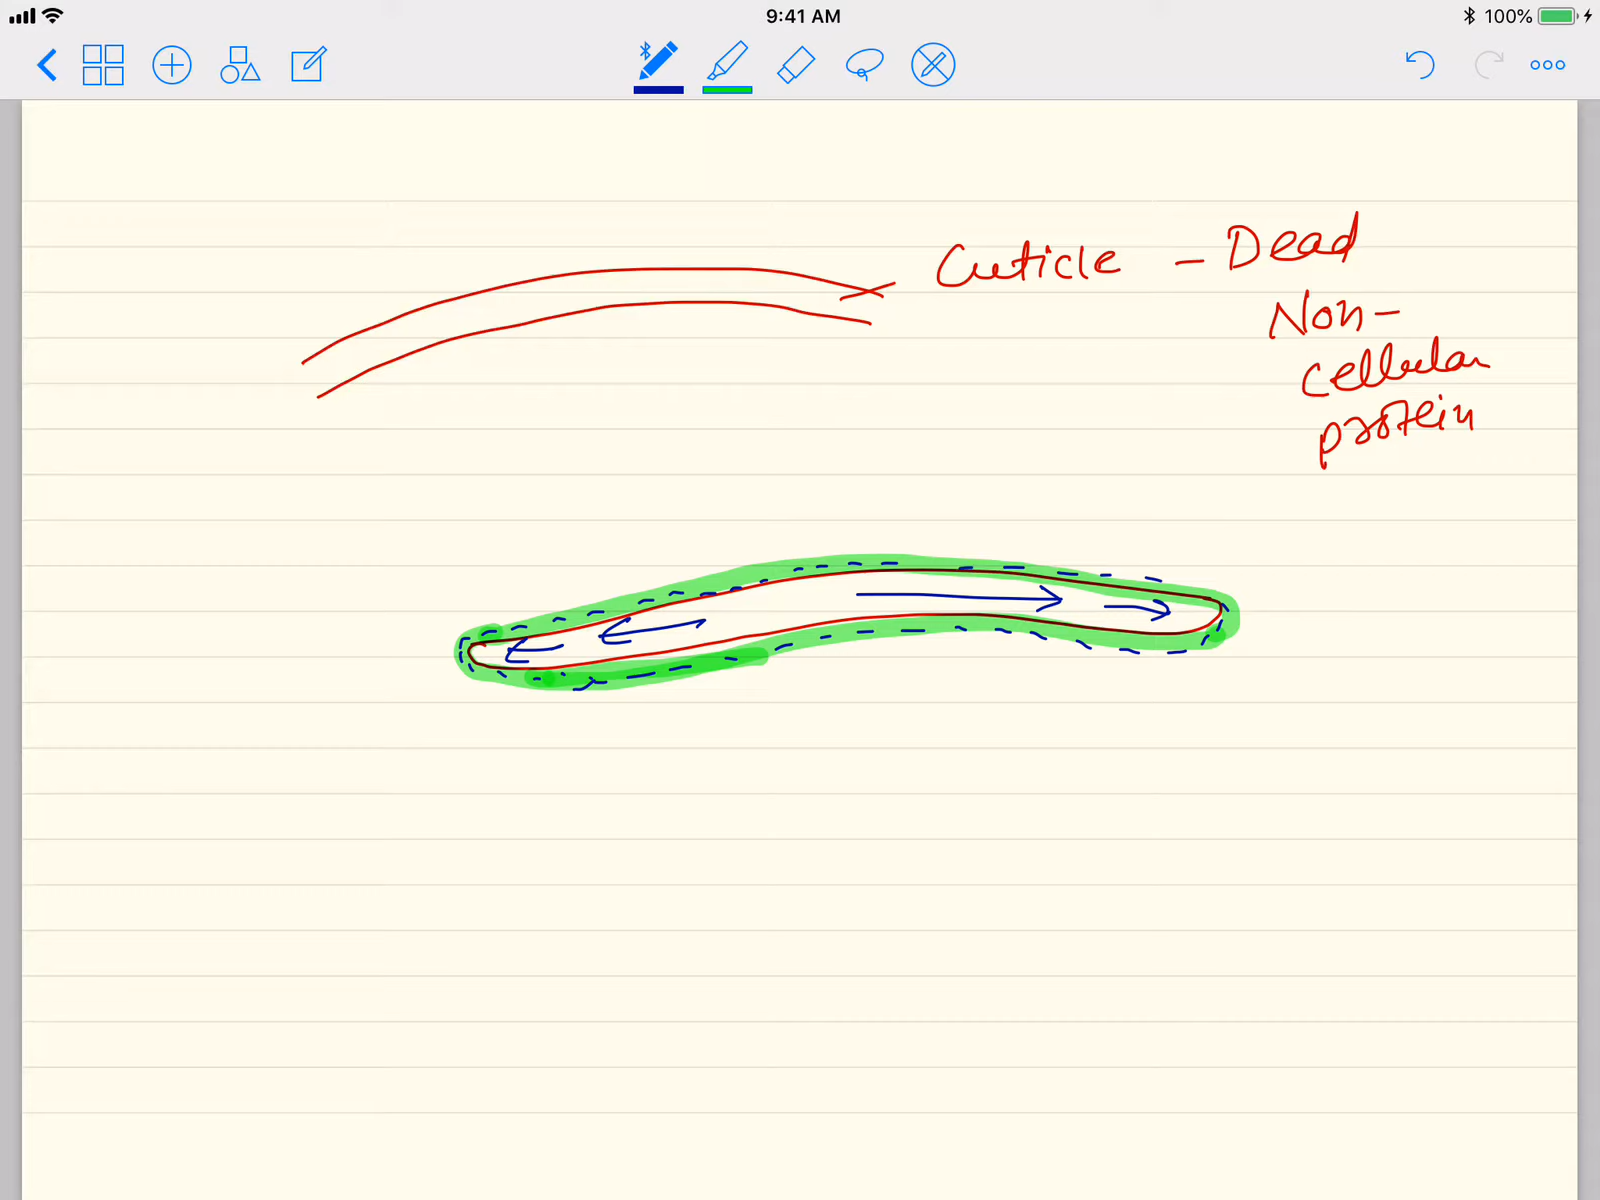 9:41 AM
100%
Cuticle - Dead
Non-
cellular
protein